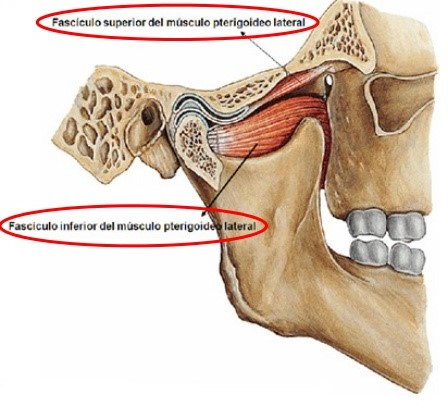 Fascículo superior del músculo pterigoideo lateral
Fascículo inferior del músculo pterigoideo lateral